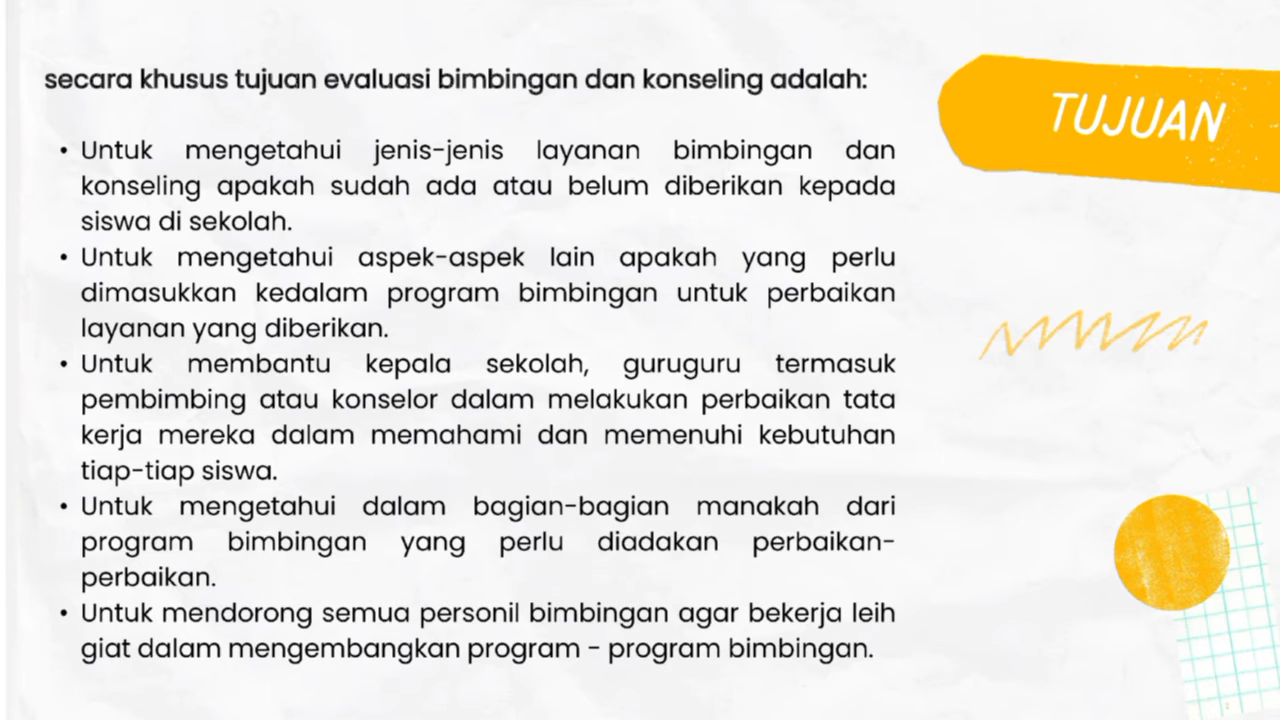 secara khusus tujuan evaluasi bimbingan dan konseling adalah:
TUJUAN
• Untuk mengetahui jenis-jenis layanan bimbingan dan
konseling apakah sudah ada atau belum diberikan kepada
siswa di sekolah.
• Untuk mengetahui aspek-aspek lain apakah yang perlu
dimasukkan kedalam program bimbingan untuk perbaikan
layanan yang diberikan.
• Untuk membantu kepala sekolah, guruguru termasuk
pembimbing atau konselor dalam melakukan perbaikan tata
kerja mereka dalam memahami dan memenuhi kebutuhan
tiap-tiap siswa.
• Untuk mengetahui dalam bagian-bagian manakah dari
program bimbingan yang perlu diadakan perbaikan-
perbaikan.
• Untuk mendorong semua personil bimbingan agar bekerja leih
giat dalam mengembangkan program - program bimbingan.